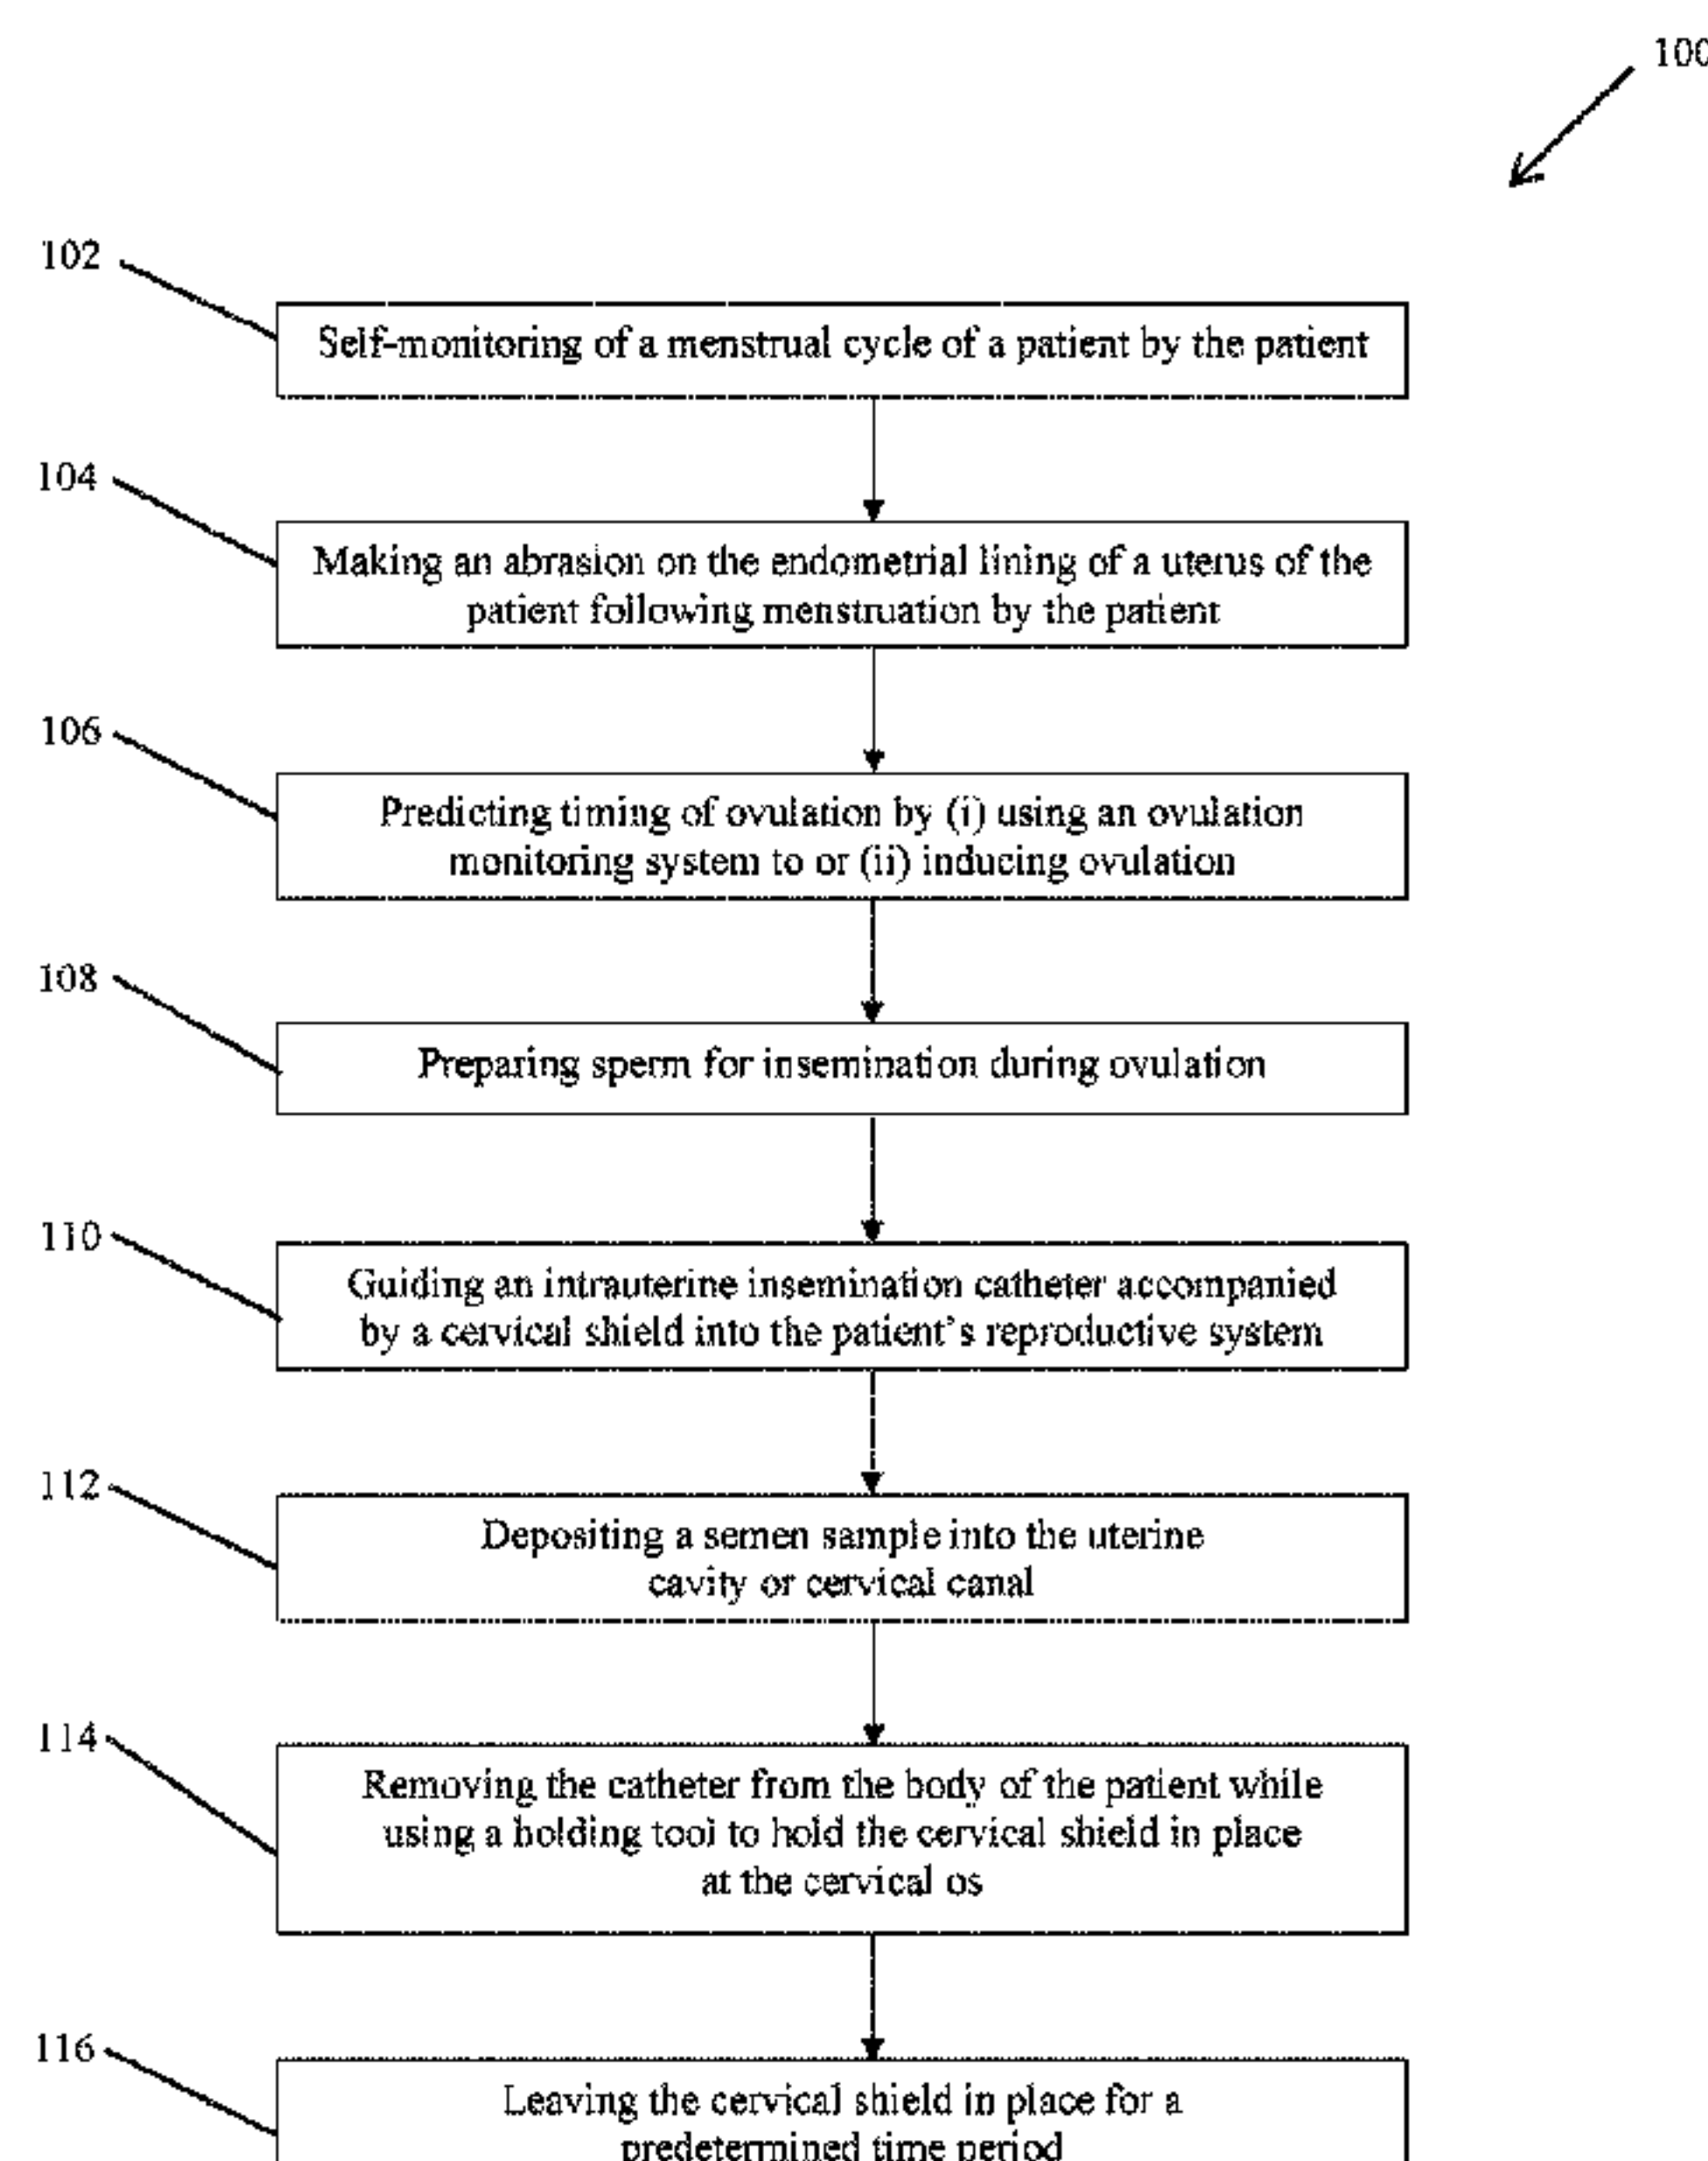 100
102
Self-monitoring of a menstrual cycle of a patient by the patient
104
Making an abrasion on the endometrial lining of a uterus of the
patient following menstruation by the patient
106
Predicting timing of ovulation by (i) using an ovulation
monitoring system to or (ii) inducing ovulation
108
Preparing sperm for insemination during ovulation
110
Guiding an intrauterine insemination catheter accompanied
by a cervical shield into the patient's reproductive system
112
Depositing a semen sample into the uterine
cavity or cervical canal
114
Removing the catheter from the body of the patient while
using a holding tool to hold the cervical shield in place
at the cervical os
116
Leaving the cervical shield in place for a
predetermined time period